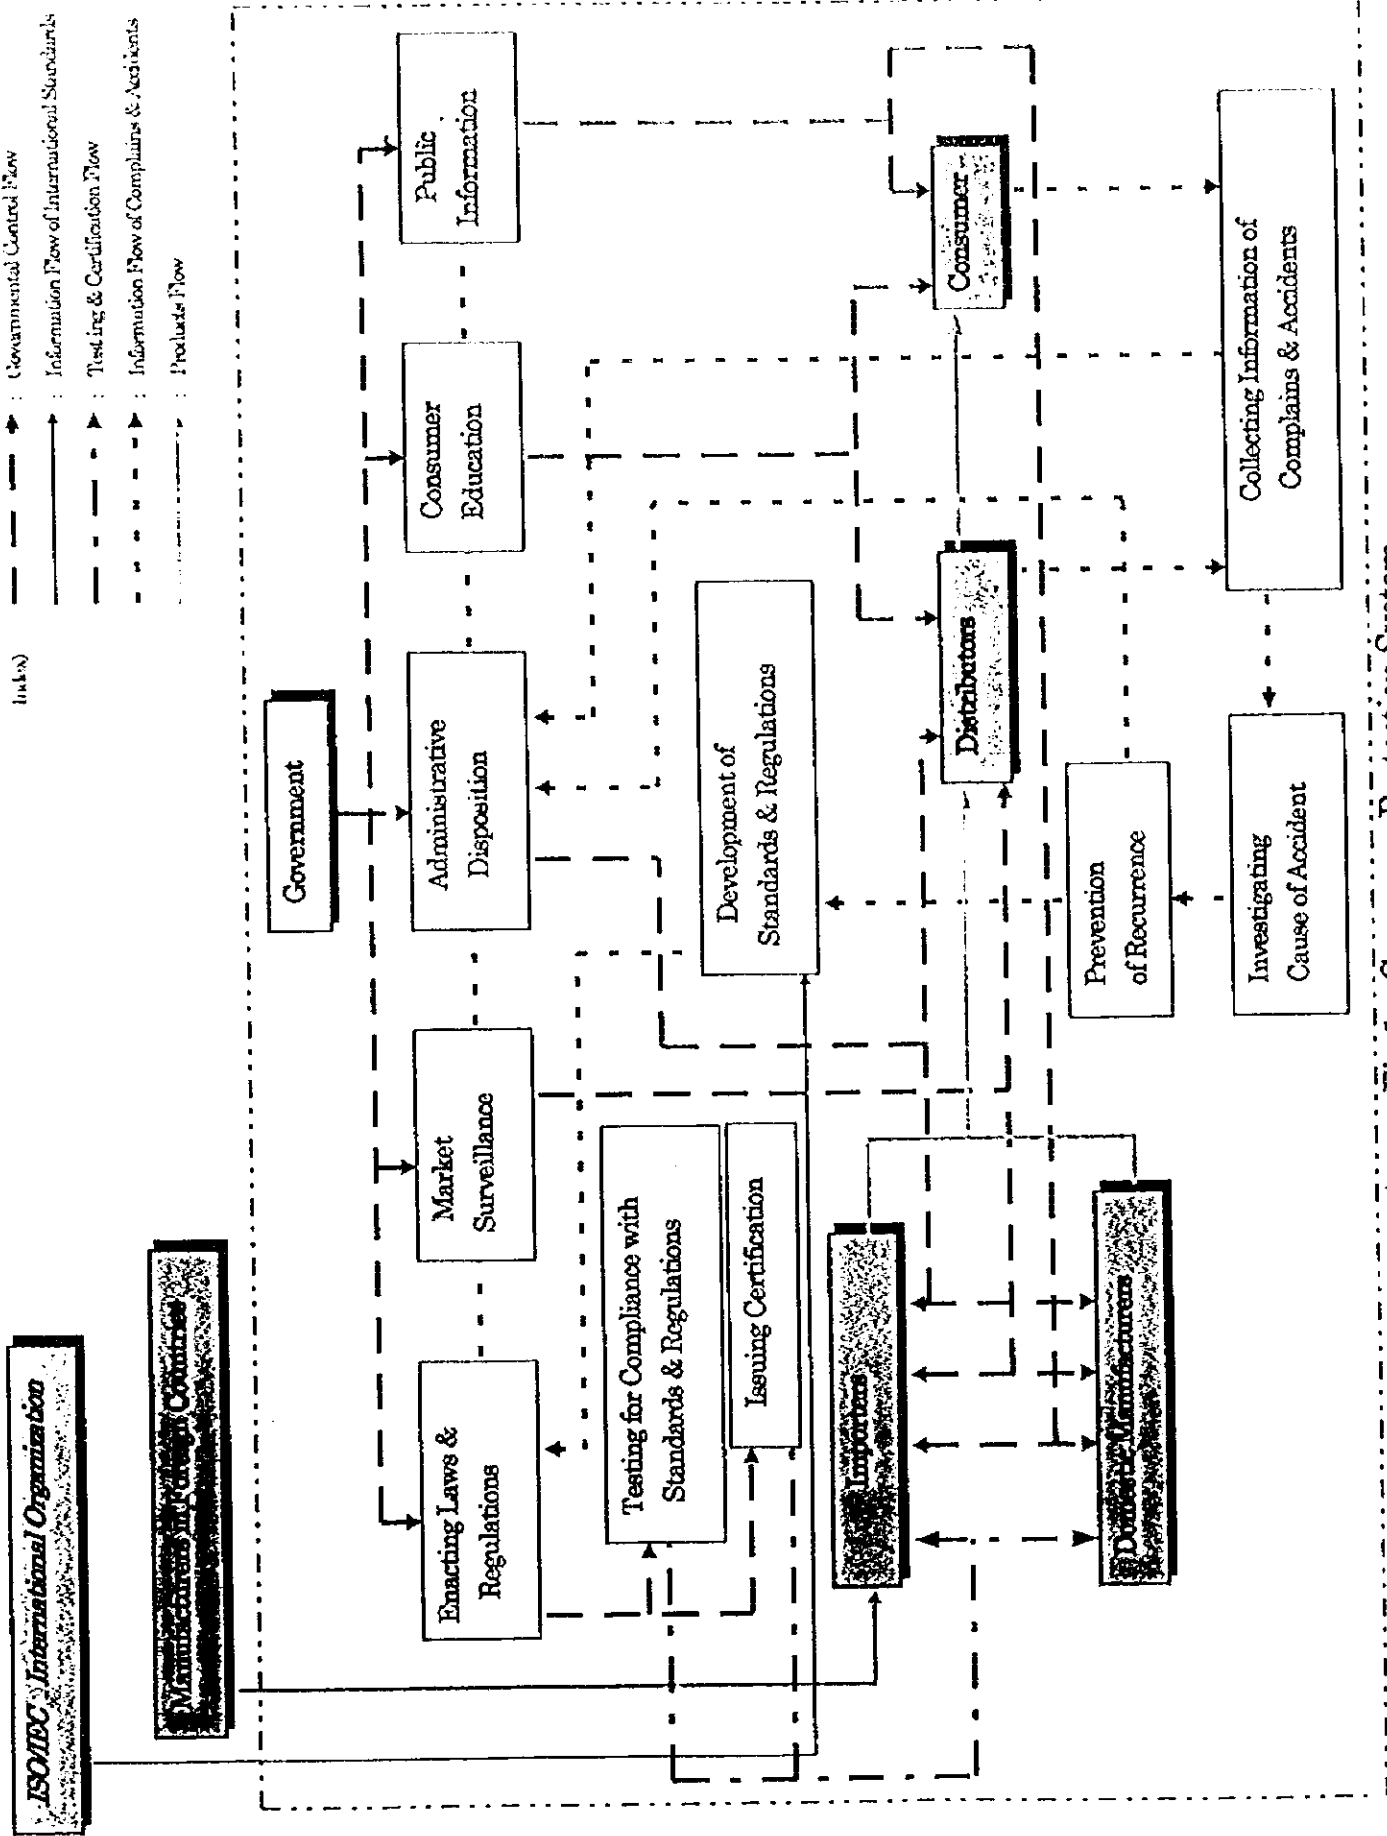 ISO/IEC International Organization
Manufacturers in Foreign Countries
Index)
: Governmental Control Flow
: Information Flow of International Standards
: Testing & Certification Flow
: Information Flow of Complains & Accidents
: Products Flow
Government
Enacting Laws &
Regulations
Market
Surveillance
Administrative
Disposition
Consumer
Education
Public
Information
Testing for Compliance with
Standards & Regulations
Issuing Certification
Development of
Standards & Regulations
Importers
Domestic Manufacturers
Distributors
Consumer
Prevention
of Recurrence
Investigating
Cause of Accident
Collecting Information of
Complains & Accidents
System